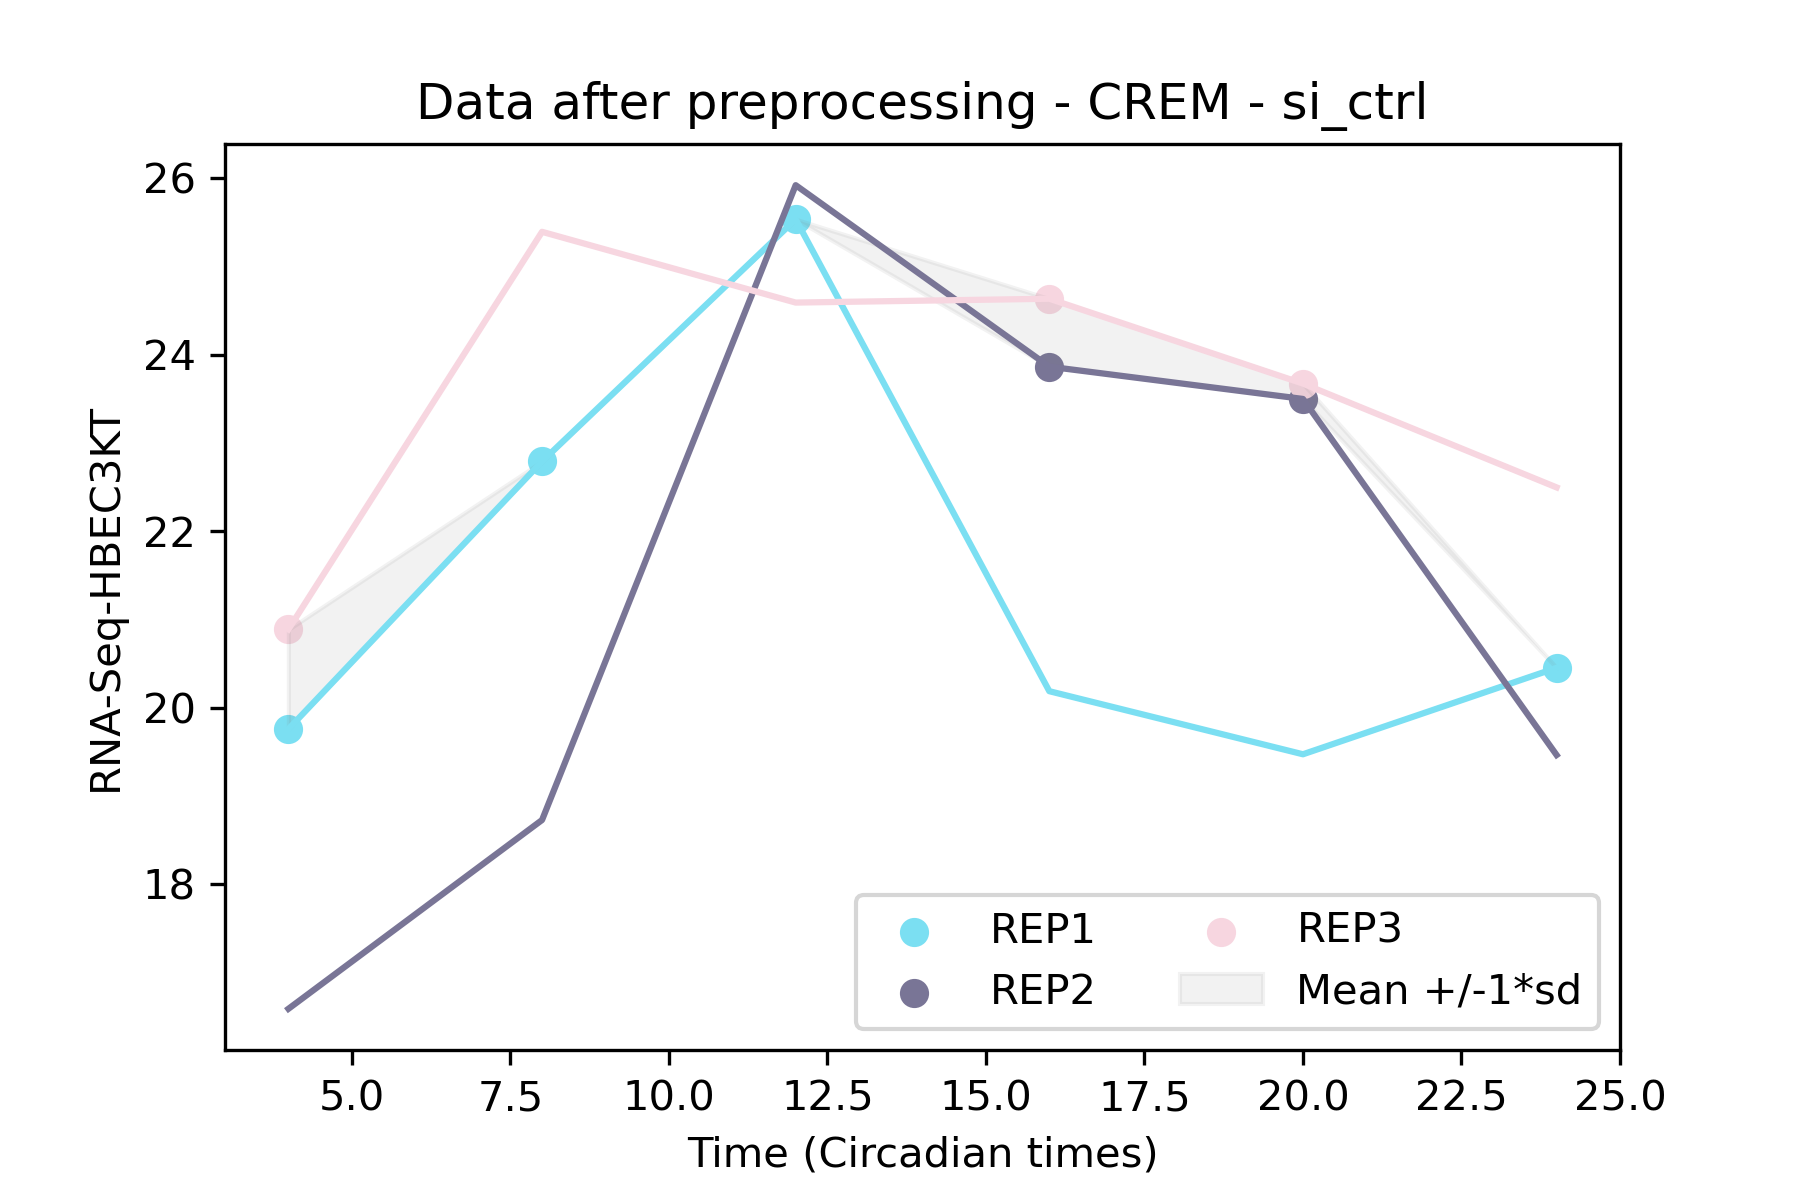 Data after preprocessing - CREM - si_ctrl
RNA-Seq-HBEC3KT
26
24
22
20
18
REP1
REP2
REP3
Mean +/-1*sd
5.0 7.5 10.0 12.5 15.0 17.5 20.0 22.5 25.0
Time (Circadian times)